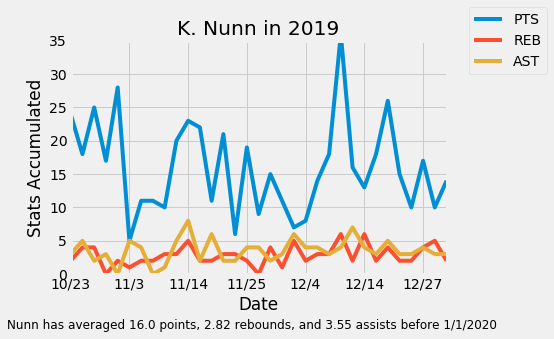 K. Nunn in 2019
PTS
REB
AST
Stats Accumulated
35
30
25
20
15
10
5
0
10/23 11/3 11/14 11/25 12/4 12/14 12/27
Date
Nunn has averaged 16.0 points, 2.82 rebounds, and 3.55 assists before 1/1/2020